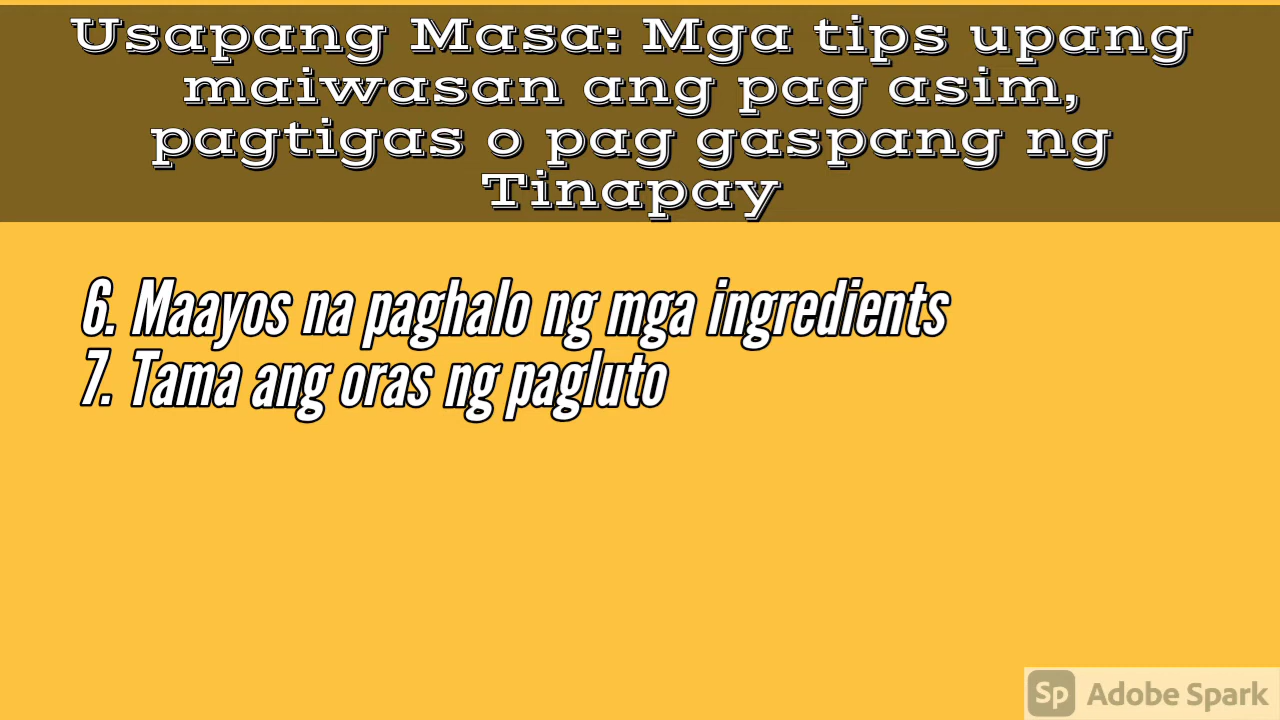 Usapang Masa: Mga tips upang
maiwasan ang pag asim,
pagtigas o pag gaspang ng
Tinapay
6. Maayos na paghalo ng mga ingredients
7. Tama ang oras ng pagluto
Sp Adobe Spark